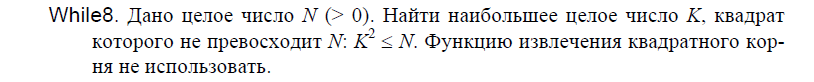 While8. Дано целое число N (> 0). Найти наибольшее целое число K, квадрат
которого не превосходит N: K² ≤ N. Функцию извлечения квадратного кор-
ня не использовать.